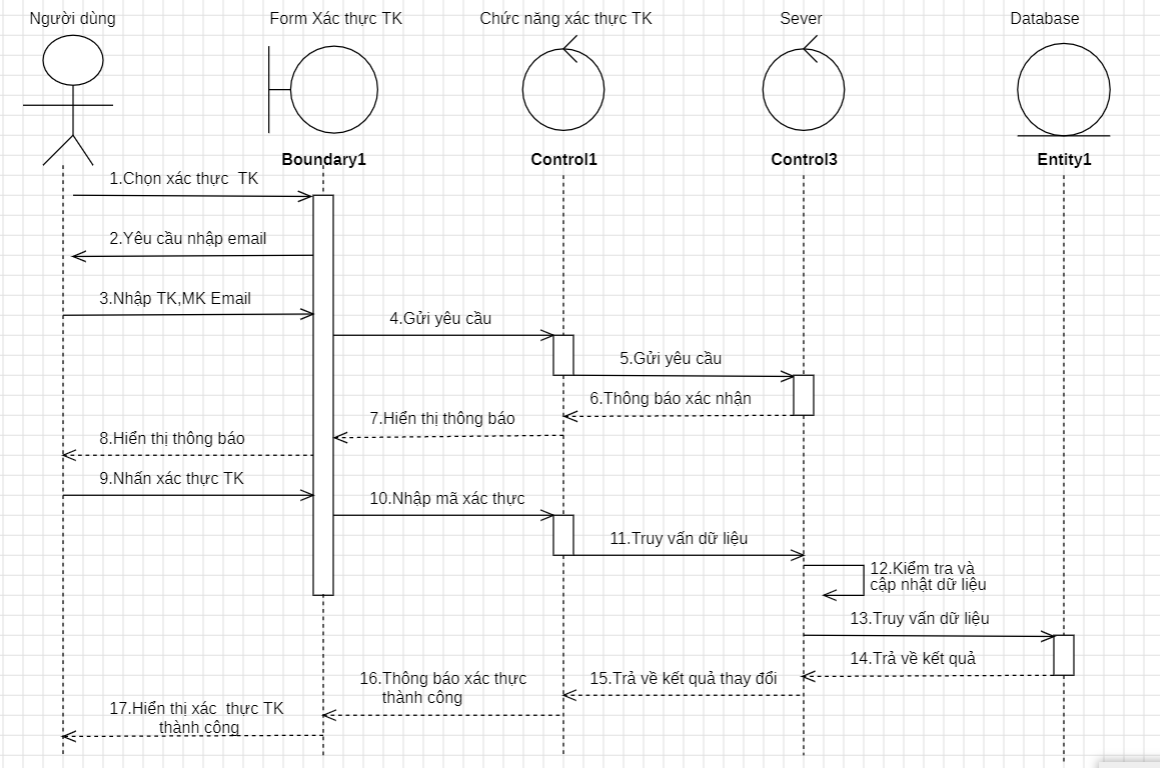 Người dùng
Form Xác thực TK
Chức năng xác thực TK
Sever
Database
Boundary1
Control1
Control3
Entity1
1.Chọn xác thực  TK
2.Yêu cầu nhập email
3.Nhập TK,MK Email
4.Gửi yêu cầu
5.Gửi yêu cầu
6.Thông báo xác nhận
7.Hiển thị thông báo
8.Hiển thị thông báo
9.Nhấn xác thực TK
10.Nhập mã xác thực
11.Truy vấn dữ liệu
12.Kiểm tra và
cập nhật dữ liệu
13.Truy vấn dữ liệu
14.Trả về kết quả
15.Trả về kết quả thay đổi
16.Thông báo xác thực
thành công
17.Hiển thị xác  thực TK
thành công